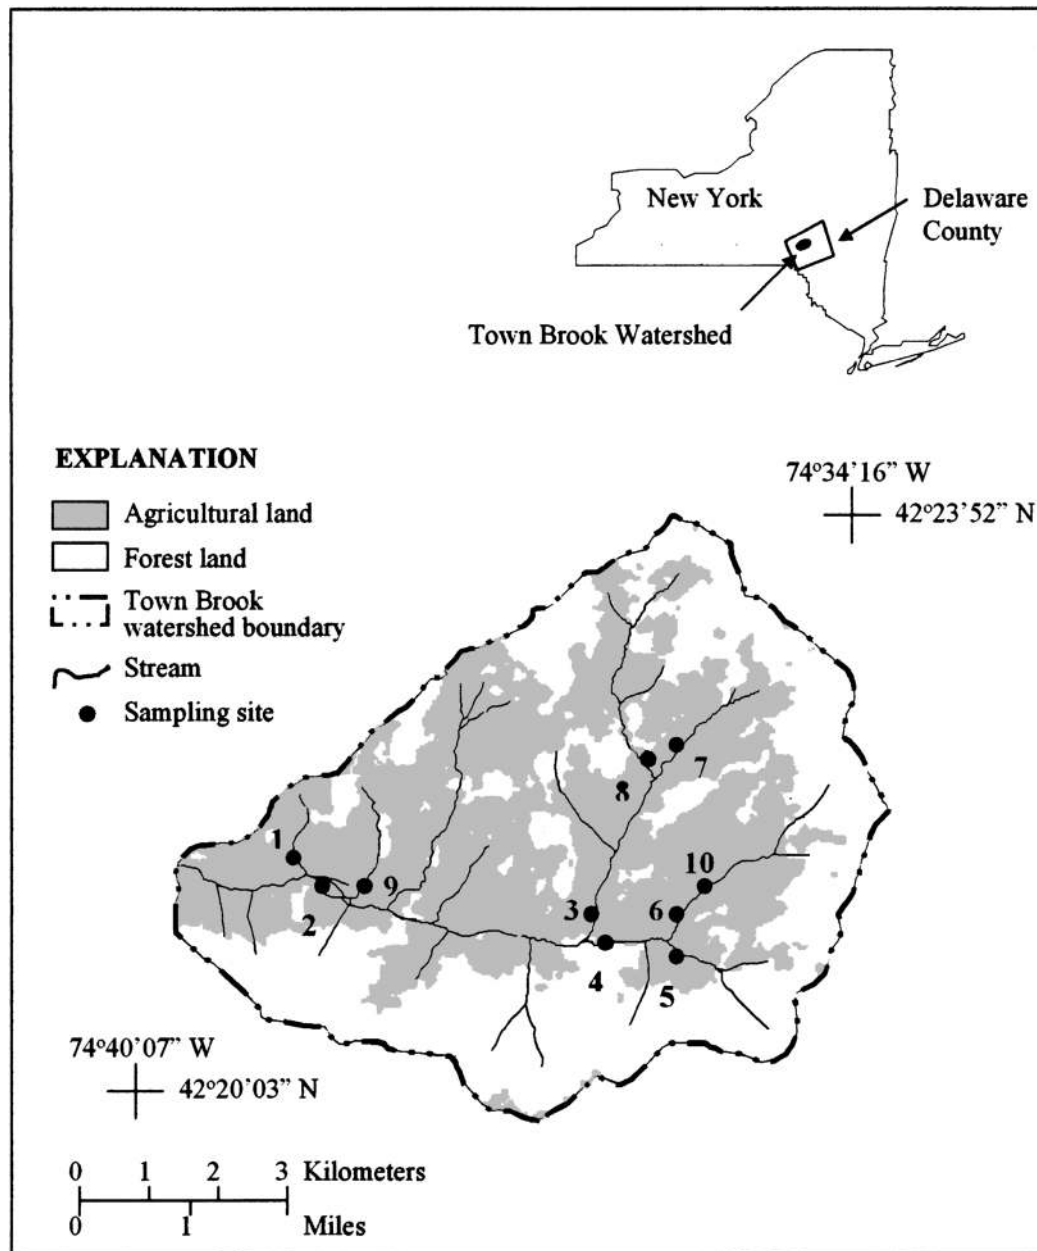 New York
Delaware
County
Town Brook Watershed
EXPLANATION
Agricultural land
Forest land
Town Brook
watershed boundary
Stream
Sampling site
74°34'16" W
42°23'52" N
7
8
1
10
9
3
6
2
4
5
74°40'07" W
42°20'03" N
0 1 2 3 Kilometers
0 1 Miles